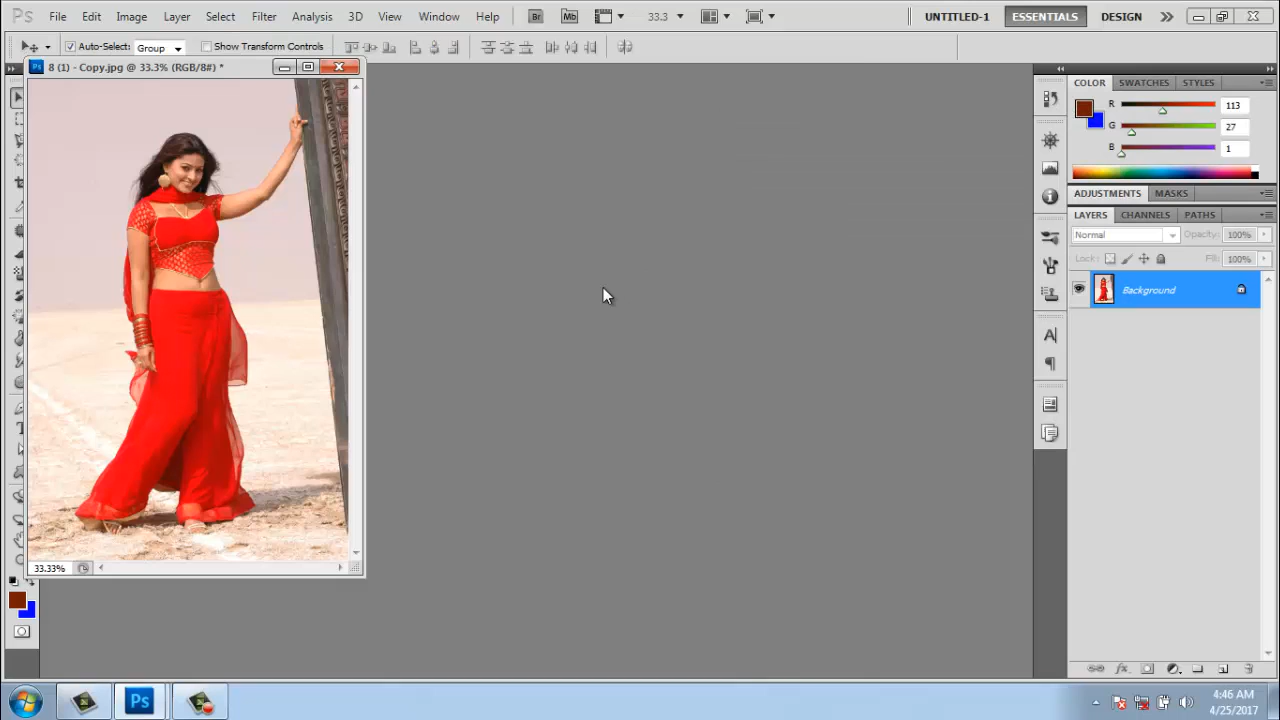 Ps File Edit Image Layer Select Filter Analysis 3D View Window Help Br Mb 33.3 UNTITLED-1 ESSENTIALS DESIGN
Auto-Select: Group Show Transform Controls
Ps 8 (1) - Copy.jpg @ 33.3% (RGB/8#) *
COLOR SWATCHES STYLES
R 113
G 27
B 1
ADJUSTMENTS MASKS
LAYERS CHANNELS PATHS
Normal Opacity: 100%
Lock: Fill: 100%
Background
33.33%
Ps
4:46 AM
4/25/2017